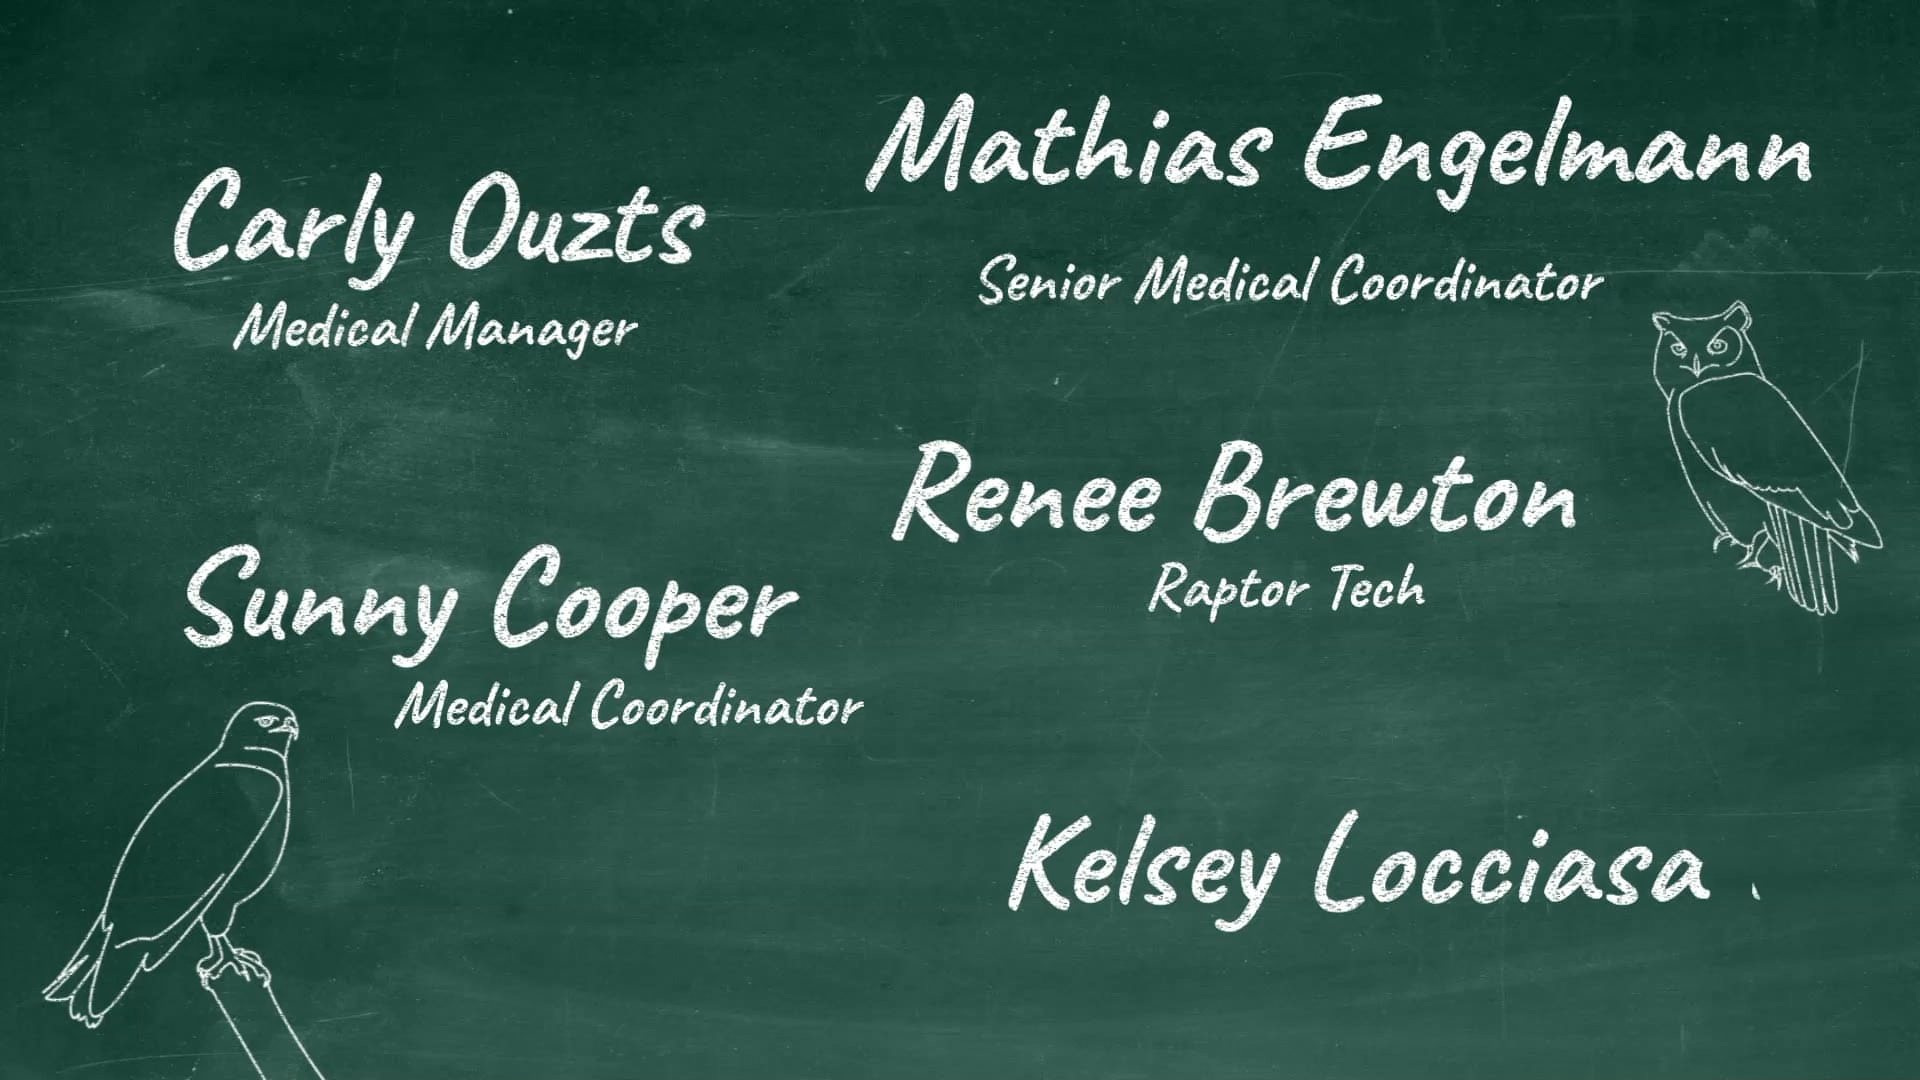 Carly Ouzts
Medical Manager
Mathias Engelmann
Senior Medical Coordinator
Sunny Cooper
Medical Coordinator
Renee Brewton
Raptor Tech
Kelsey Locciasa